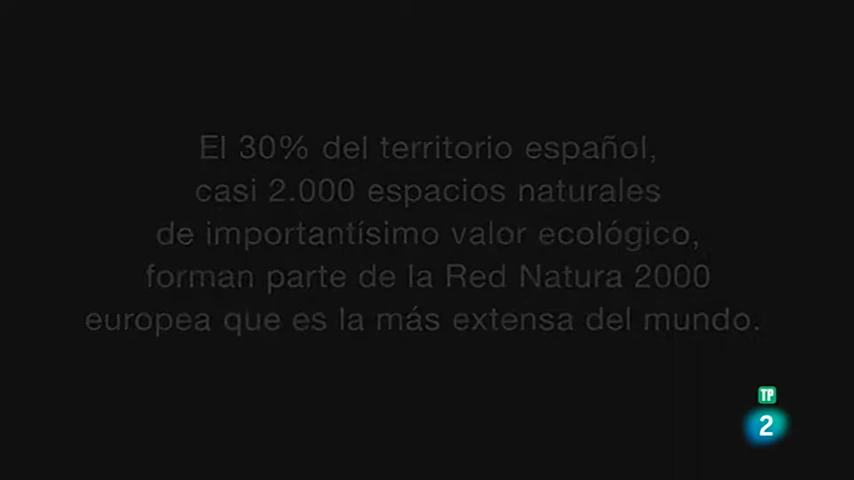 El 30% del territorio español,
casi 2.000 espacios naturales
de importantísimo valor ecológico,
forman parte de la Red Natura 2000
europea que es la más extensa del mundo.
TP
2